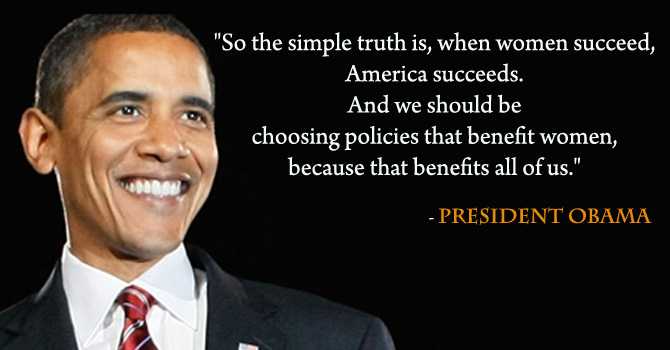 "So the simple truth is, when women succeed,
America succeeds.
And we should be
choosing policies that benefit women,
because that benefits all of us."
- PRESIDENT OBAMA